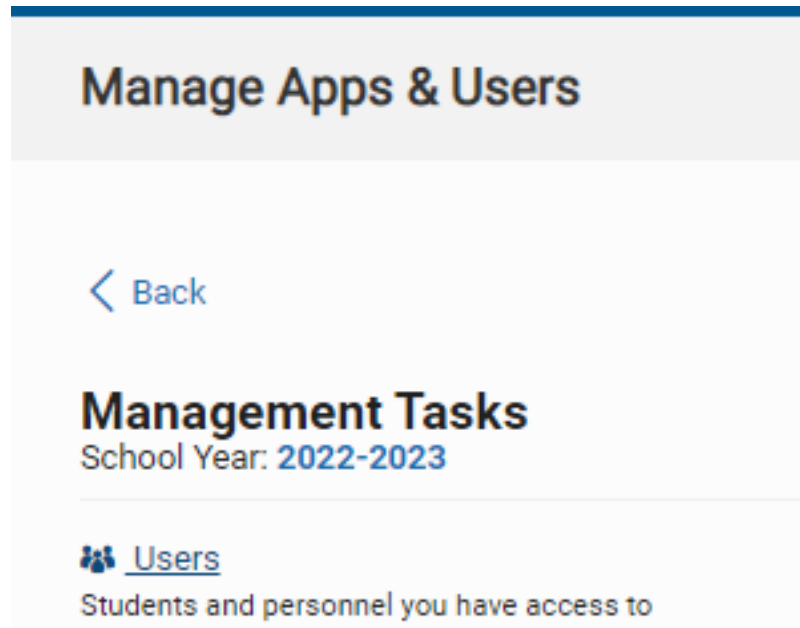 Manage Apps & Users
Back
Management Tasks
School Year: 2022-2023
Users
Students and personnel you have access to